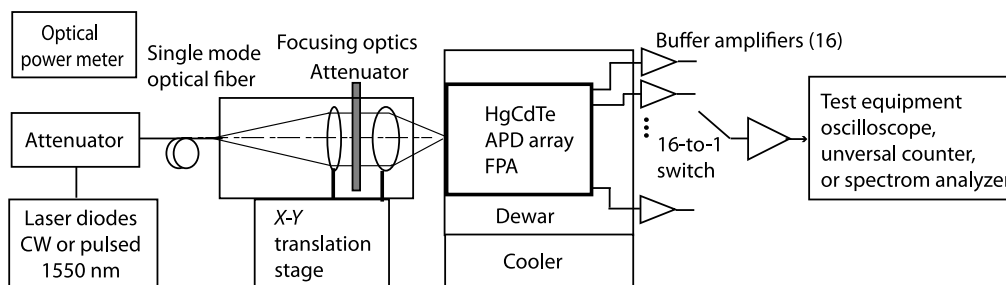 Optical
power meter
Single mode
optical fiber
Focusing optics
Attenuator
Buffer amplifiers (16)
Attenuator
HgCdTe
APD array
FPA
16-to-1
switch
Test equipment
oscilloscope,
unversal counter,
or spectrom analyzer
Laser diodes
CW or pulsed
1550 nm
X-Y
translation
stage
Dewar
Cooler